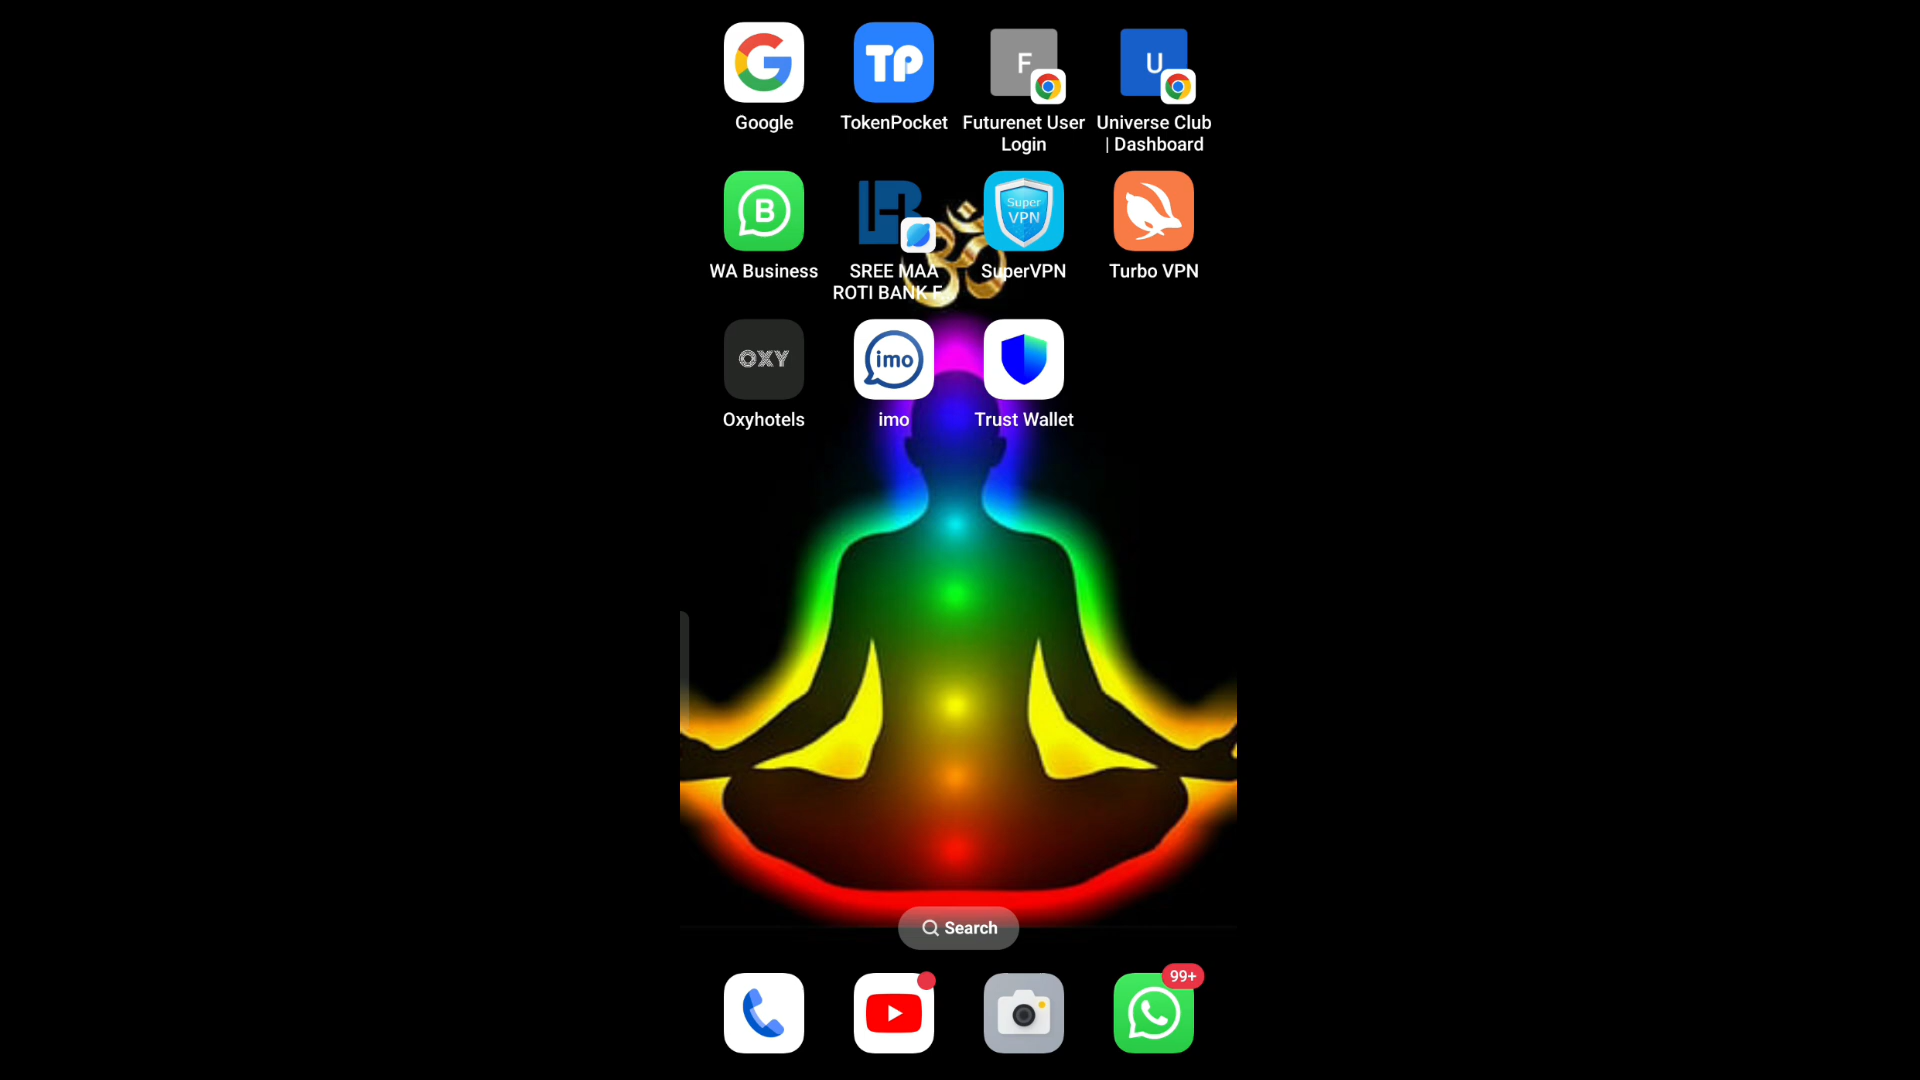 TP
F
U
Google
TokenPocket
Futurenet User
Login
Universe Club
| Dashboard
B
Super
VPN
WA Business
SREE MAA
ROTI BANK F...
SuperVPN
Turbo VPN
OXY
imo
Oxyhotels
imo
Trust Wallet
ॐ
Search
99+